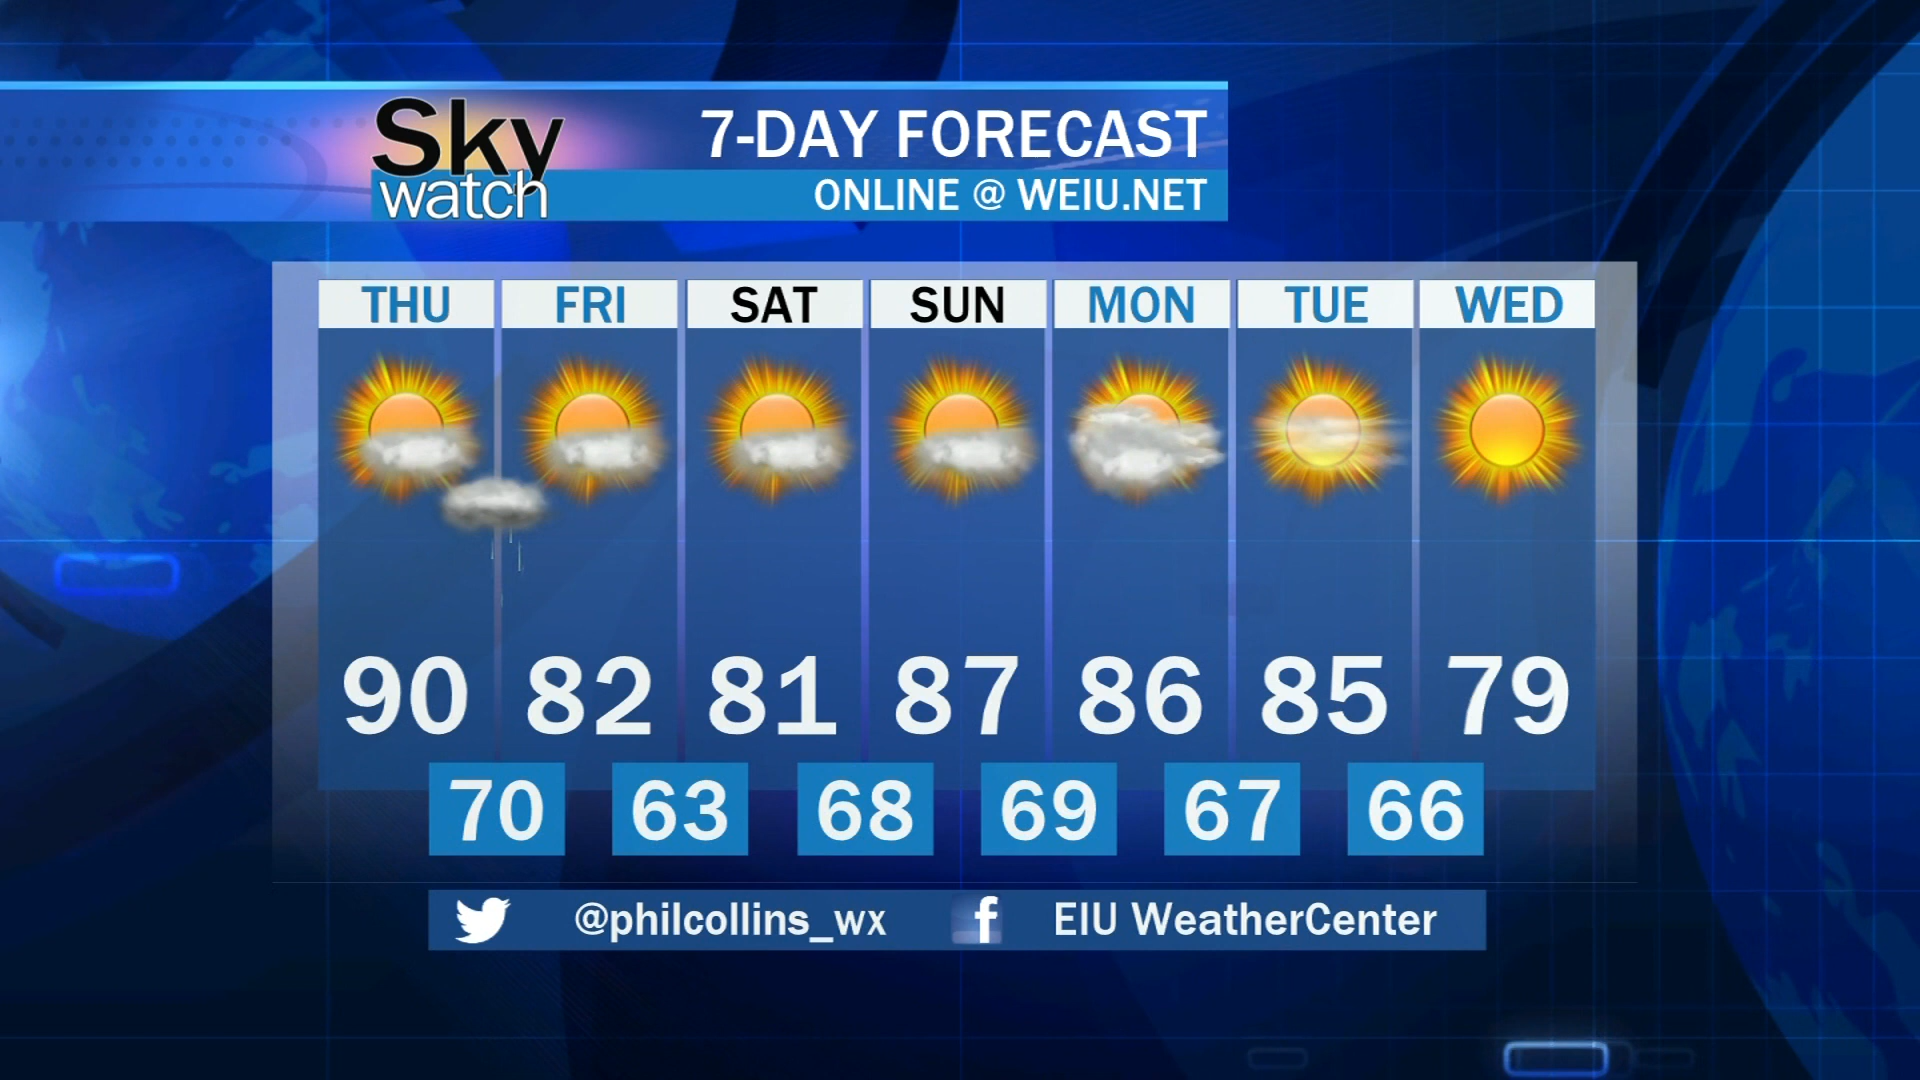 Sky
watch
7-DAY FORECAST
ONLINE @ WEIU.NET
THU FRI SAT SUN MON TUE WED
90 82 81 87 86 85 79
70 63 68 69 67 66
@philcollins_wx f EIU WeatherCenter